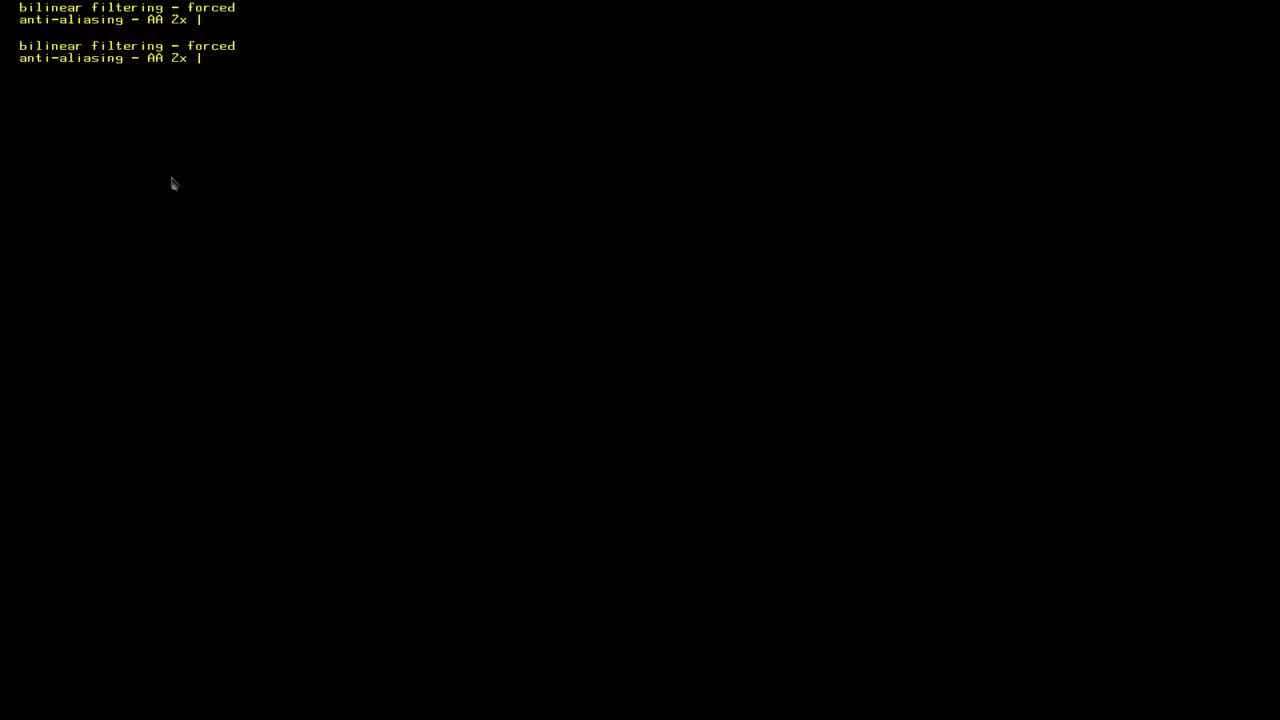 bilinear filtering - forced
anti-aliasing - AA 2x |
bilinear filtering - forced
anti-aliasing - AA 2x |